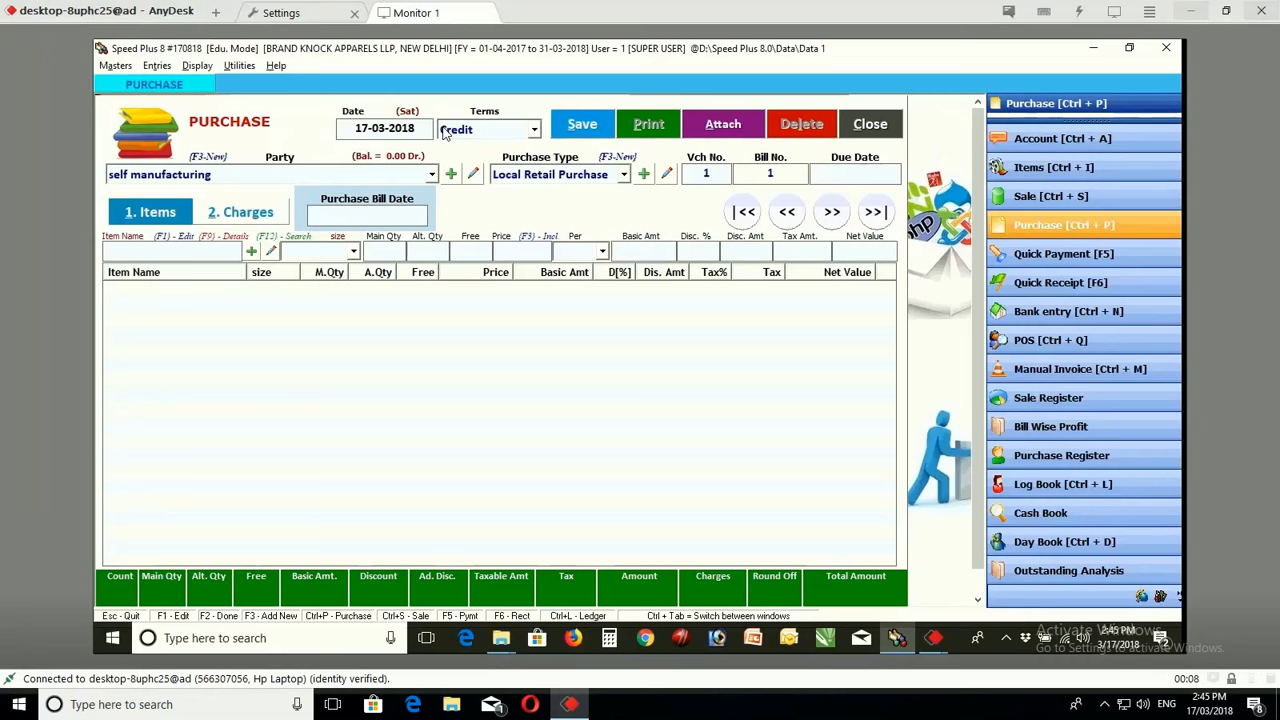 desktop-8uphc25@ad - AnyDesk
Settings
Monitor 1
Speed Plus 8 #170818 [Edu. Mode] [BRAND KNOCK APPARELS LLP, NEW DELHI] [FY = 01-04-2017 to 31-03-2018] User = 1 [SUPER USER] @D:\Speed Plus 8.0\Data\Data 1
Masters Entries Display Utilities Help
PURCHASE
Purchase [Ctrl + P]
PURCHASE
Date (Sat) Terms
17-03-2018 Credit
Save Print Attach Delete Close
[F3-New] Party (Bal. = 0.00 Dr.) Purchase Type [F3-New] Vch No. Bill No. Due Date
self manufacturing Local Retail Purchase 1 1
1. Items 2. Charges
Purchase Bill Date
|<< << >> >>|
Item Name (F1) - Edit (F9) - Details (F12) - Search size Main Qty Alt. Qty Free Price (F5) - Incl. Per Basic Amt Disc. % Disc. Amt Tax Amt. Net Value
Item Name size M.Qty A.Qty Free Price Basic Amt D[%] Dis. Amt Tax% Tax Net Value
Count Main Qty Alt. Qty Free Basic Amt. Discount Ad. Disc. Taxable Amt Tax Amount Charges Round Off Total Amount
Esc - Quit F1 - Edit F2 - Done F3 - Add New Ctrl+P - Purchase Ctrl+S - Sale F5 - Pymt F6 - Rect Ctrl+L - Ledger Ctrl + Tab = Switch between windows
Account [Ctrl + A]
Items [Ctrl + I]
Sale [Ctrl + S]
Purchase [Ctrl + P]
Quick Payment [F5]
Quick Receipt [F6]
Bank entry [Ctrl + N]
POS [Ctrl + Q]
Manual Invoice [Ctrl + M]
Sale Register
Bill Wise Profit
Purchase Register
Log Book [Ctrl + L]
Cash Book
Day Book [Ctrl + D]
Outstanding Analysis
Type here to search
2:45 PM
3/17/2018
Activate Windows
Go to Settings to activate Windows.
Connected to desktop-8uphc25@ad (566307056, Hp Laptop) (identity verified).
00:08
Type here to search
ENG
2:45 PM
17/03/2018